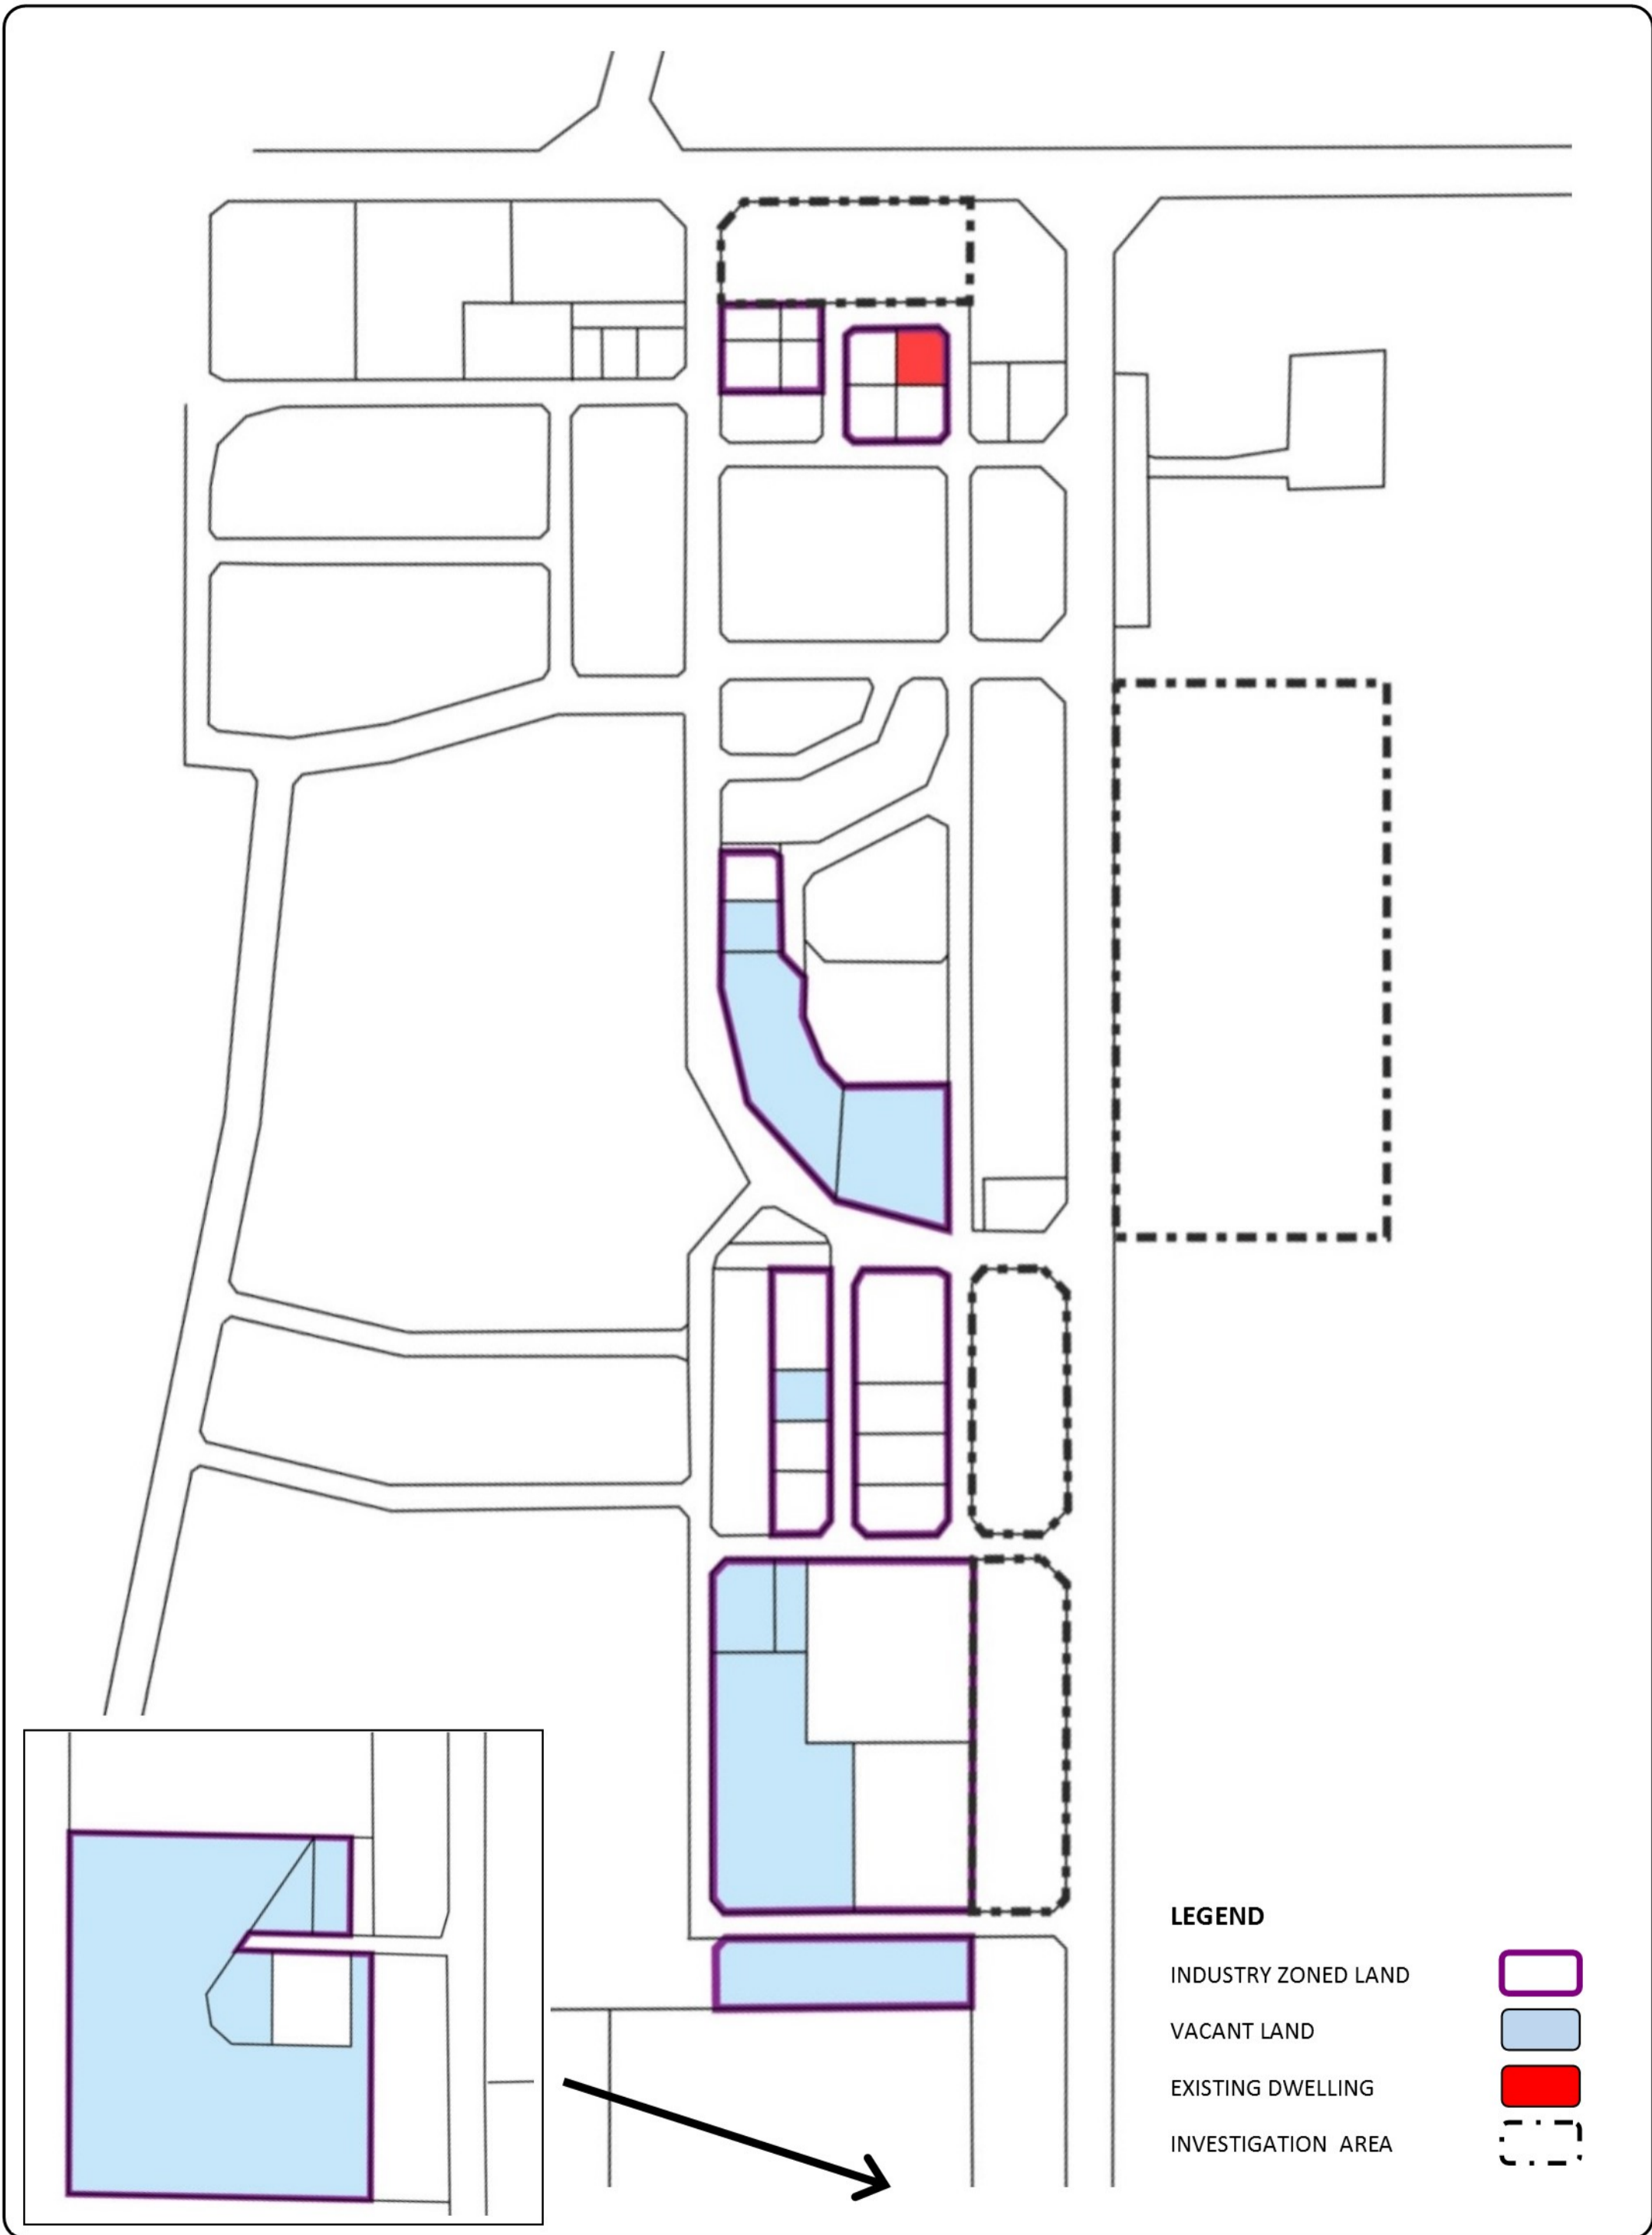 LEGEND
INDUSTRY ZONED LAND
VACANT LAND
EXISTING DWELLING
INVESTIGATION AREA